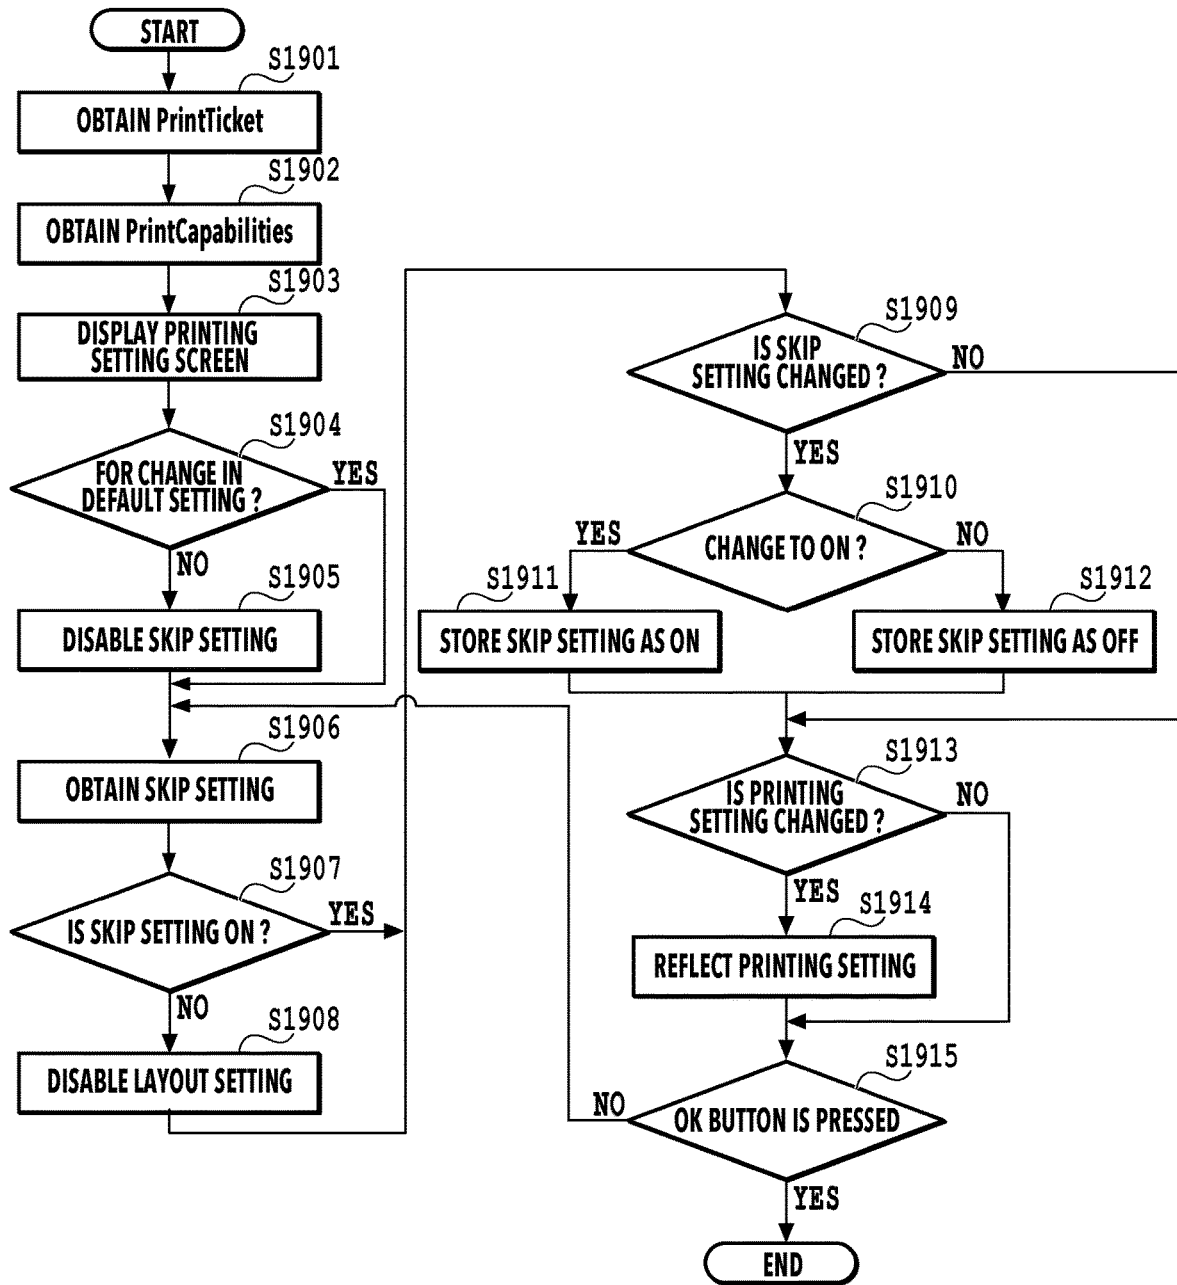 START
S1901
OBTAIN PrintTicket
S1902
OBTAIN PrintCapabilities
S1903
DISPLAY PRINTING
SETTING SCREEN
S1904
FOR CHANGE IN
DEFAULT SETTING ?
YES
NO
S1905
DISABLE SKIP SETTING
S1906
OBTAIN SKIP SETTING
S1907
IS SKIP SETTING ON ?
YES
NO
S1908
DISABLE LAYOUT SETTING
S1909
IS SKIP
SETTING CHANGED ?
NO
YES
S1910
CHANGE TO ON ?
YES
NO
S1911
STORE SKIP SETTING AS ON
S1912
STORE SKIP SETTING AS OFF
S1913
IS PRINTING
SETTING CHANGED ?
NO
YES
S1914
REFLECT PRINTING SETTING
S1915
OK BUTTON IS PRESSED
NO
YES
END